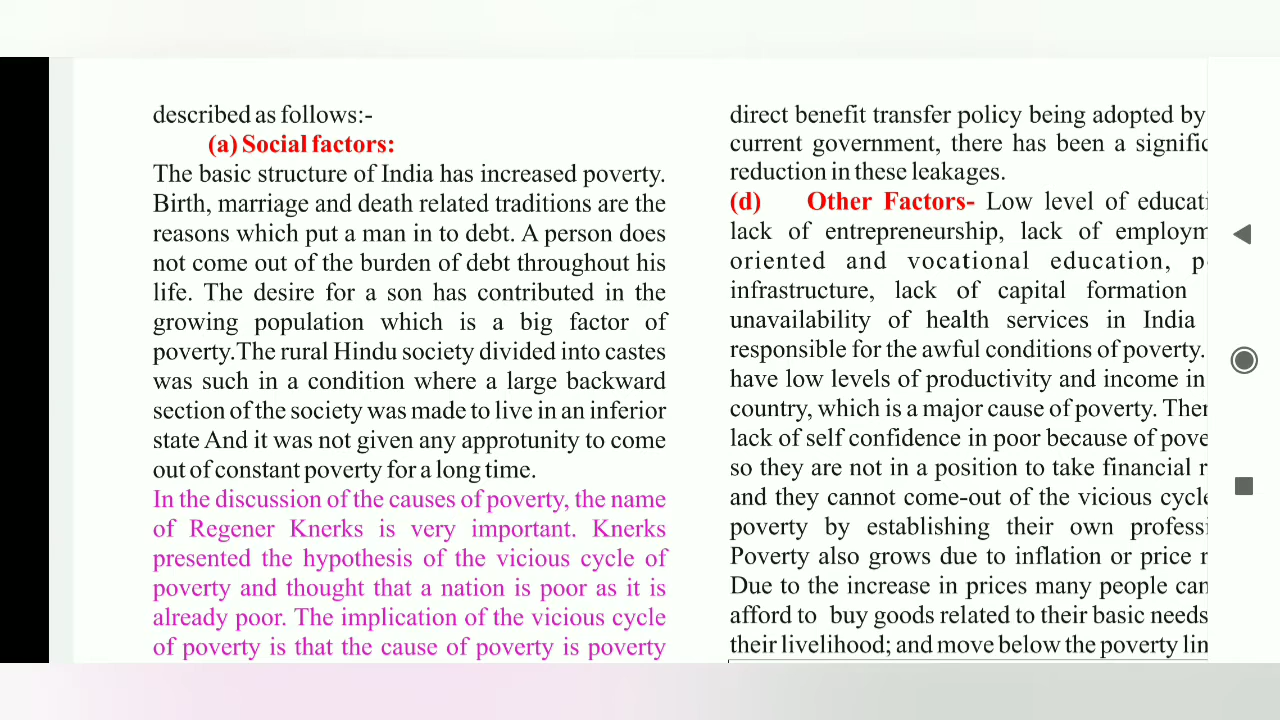 described as follows:-
(a) Social factors:
The basic structure of India has increased poverty.
Birth, marriage and death related traditions are the
reasons which put a man in to debt. A person does
not come out of the burden of debt throughout his
life. The desire for a son has contributed in the
growing population which is a big factor of
poverty.The rural Hindu society divided into castes
was such in a condition where a large backward
section of the society was made to live in an inferior
state And it was not given any approtunity to come
out of constant poverty for a long time.
In the discussion of the causes of poverty, the name
of Regener Knerks is very important. Knerks
presented the hypothesis of the vicious cycle of
poverty and thought that a nation is poor as it is
already poor. The implication of the vicious cycle
of poverty is that the cause of poverty is poverty
direct benefit transfer policy being adopted by
current government, there has been a signific
reduction in these leakages.
(d) Other Factors- Low level of educati
lack of entrepreneurship, lack of employm
oriented and vocational education, p
infrastructure, lack of capital formation
unavailability of health services in India
responsible for the awful conditions of poverty.
have low levels of productivity and income in
country, which is a major cause of poverty. Ther
lack of self confidence in poor because of pove
so they are not in a position to take financial r
and they cannot come-out of the vicious cycle
poverty by establishing their own professi
Poverty also grows due to inflation or price r
Due to the increase in prices many people can
afford to buy goods related to their basic needs
their livelihood; and move below the poverty lin